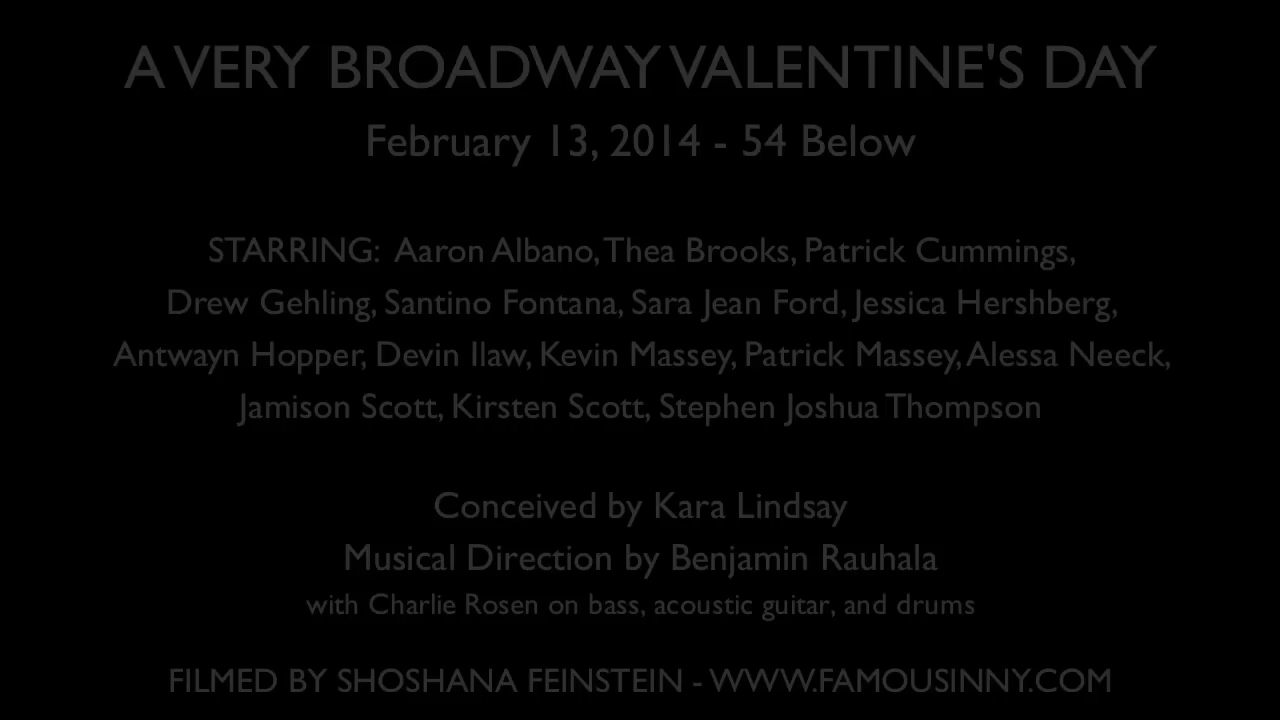 A VERY BROADWAY VALENTINE'S DAY
February 13, 2014 - 54 Below
STARRING: Aaron Albano, Thea Brooks, Patrick Cummings,
Drew Gehling, Santino Fontana, Sara Jean Ford, Jessica Hershberg,
Antwayn Hopper, Devin Ilaw, Kevin Massey, Patrick Massey, Alessa Neeck,
Jamison Scott, Kirsten Scott, Stephen Joshua Thompson
Conceived by Kara Lindsay
Musical Direction by Benjamin Rauhala
with Charlie Rosen on bass, acoustic guitar, and drums
FILMED BY SHOSHANA FEINSTEIN - WWW.FAMOUSINNY.COM